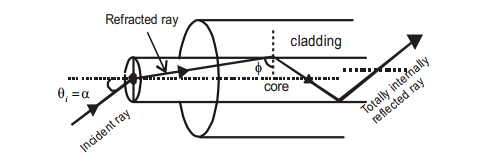 Refracted ray
cladding
ϕ
core
θi = α
Incident ray
Totally internally
reflected ray